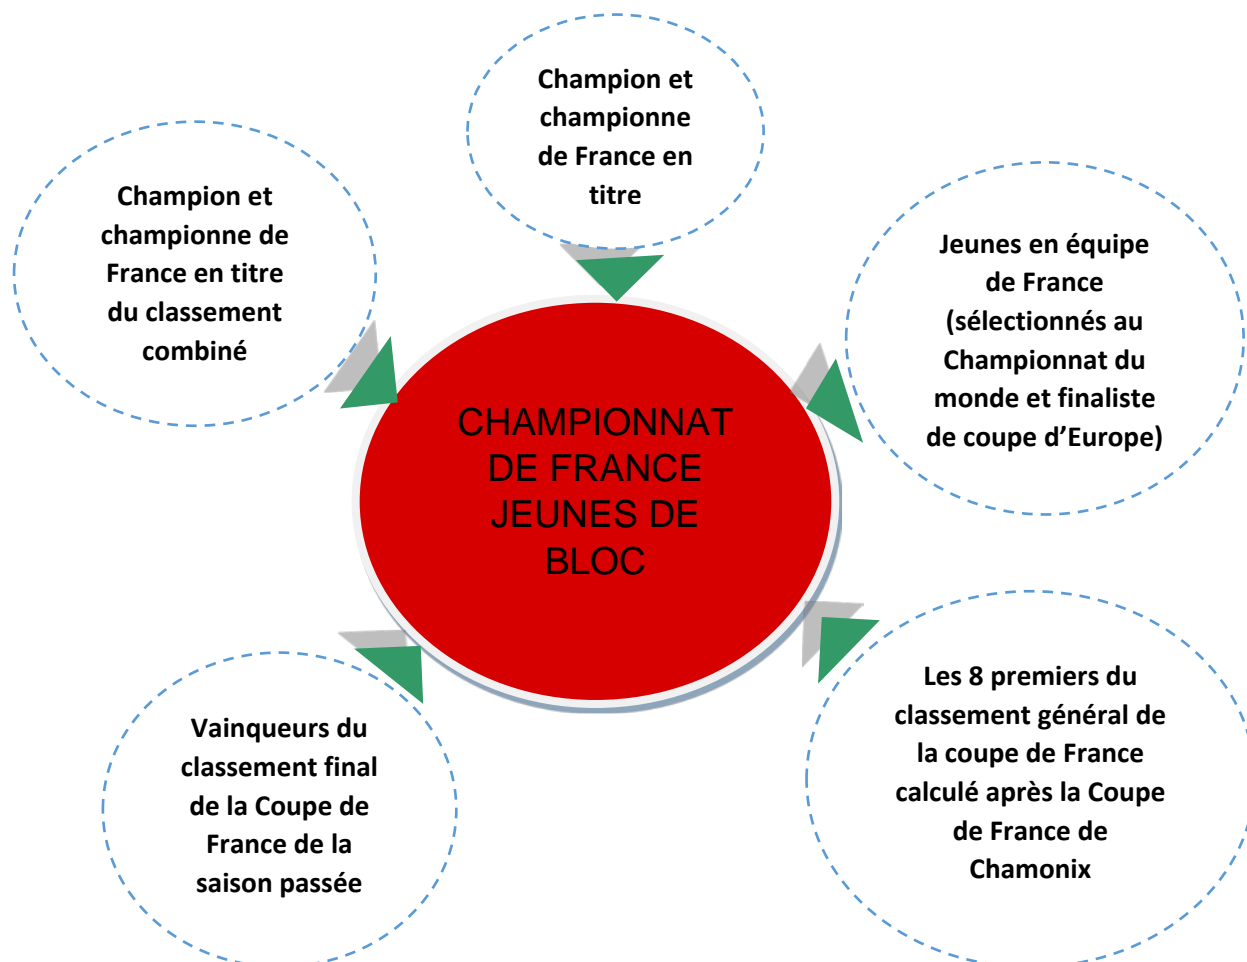 Champion et
championne
de France en
titre
Champion et
championne de
France en titre
du classement
combiné
Jeunes en équipe
de France
(sélectionnés au
Championnat du
monde et finaliste
de coupe d’Europe)
CHAMPIONNAT
DE FRANCE
JEUNES DE
BLOC
Vainqueurs du
classement final
de la Coupe de
France de la
saison passée
Les 8 premiers du
classement général de
la coupe de France
calculé après la Coupe
de France de
Chamonix